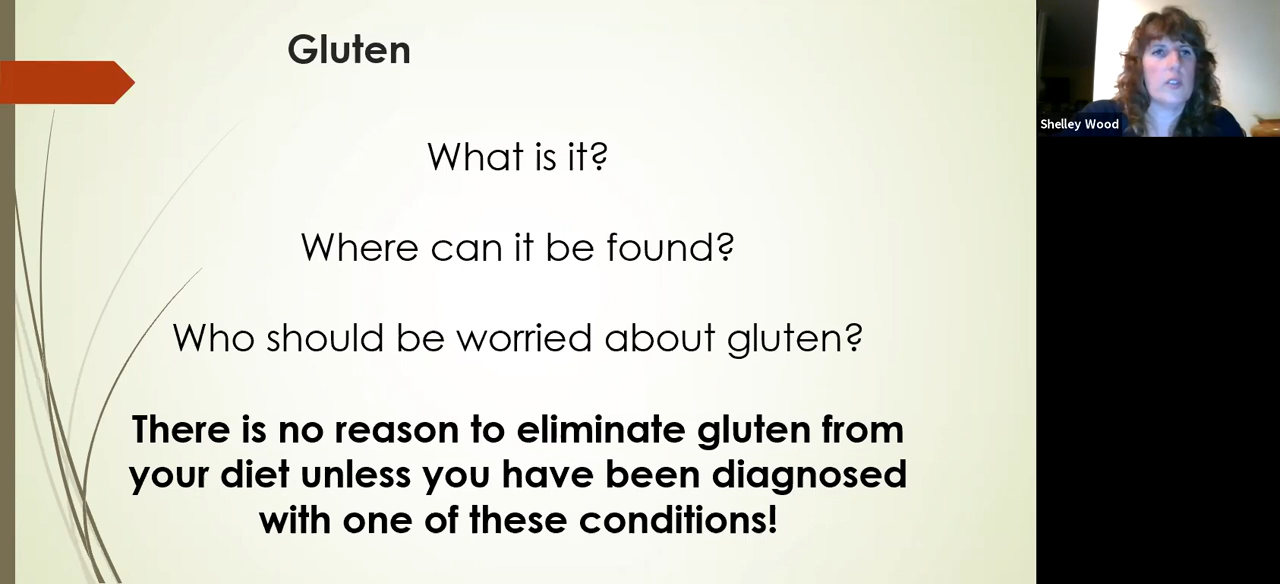 Gluten
What is it?
Where can it be found?
Who should be worried about gluten?
There is no reason to eliminate gluten from
your diet unless you have been diagnosed
with one of these conditions!
Shelley Wood